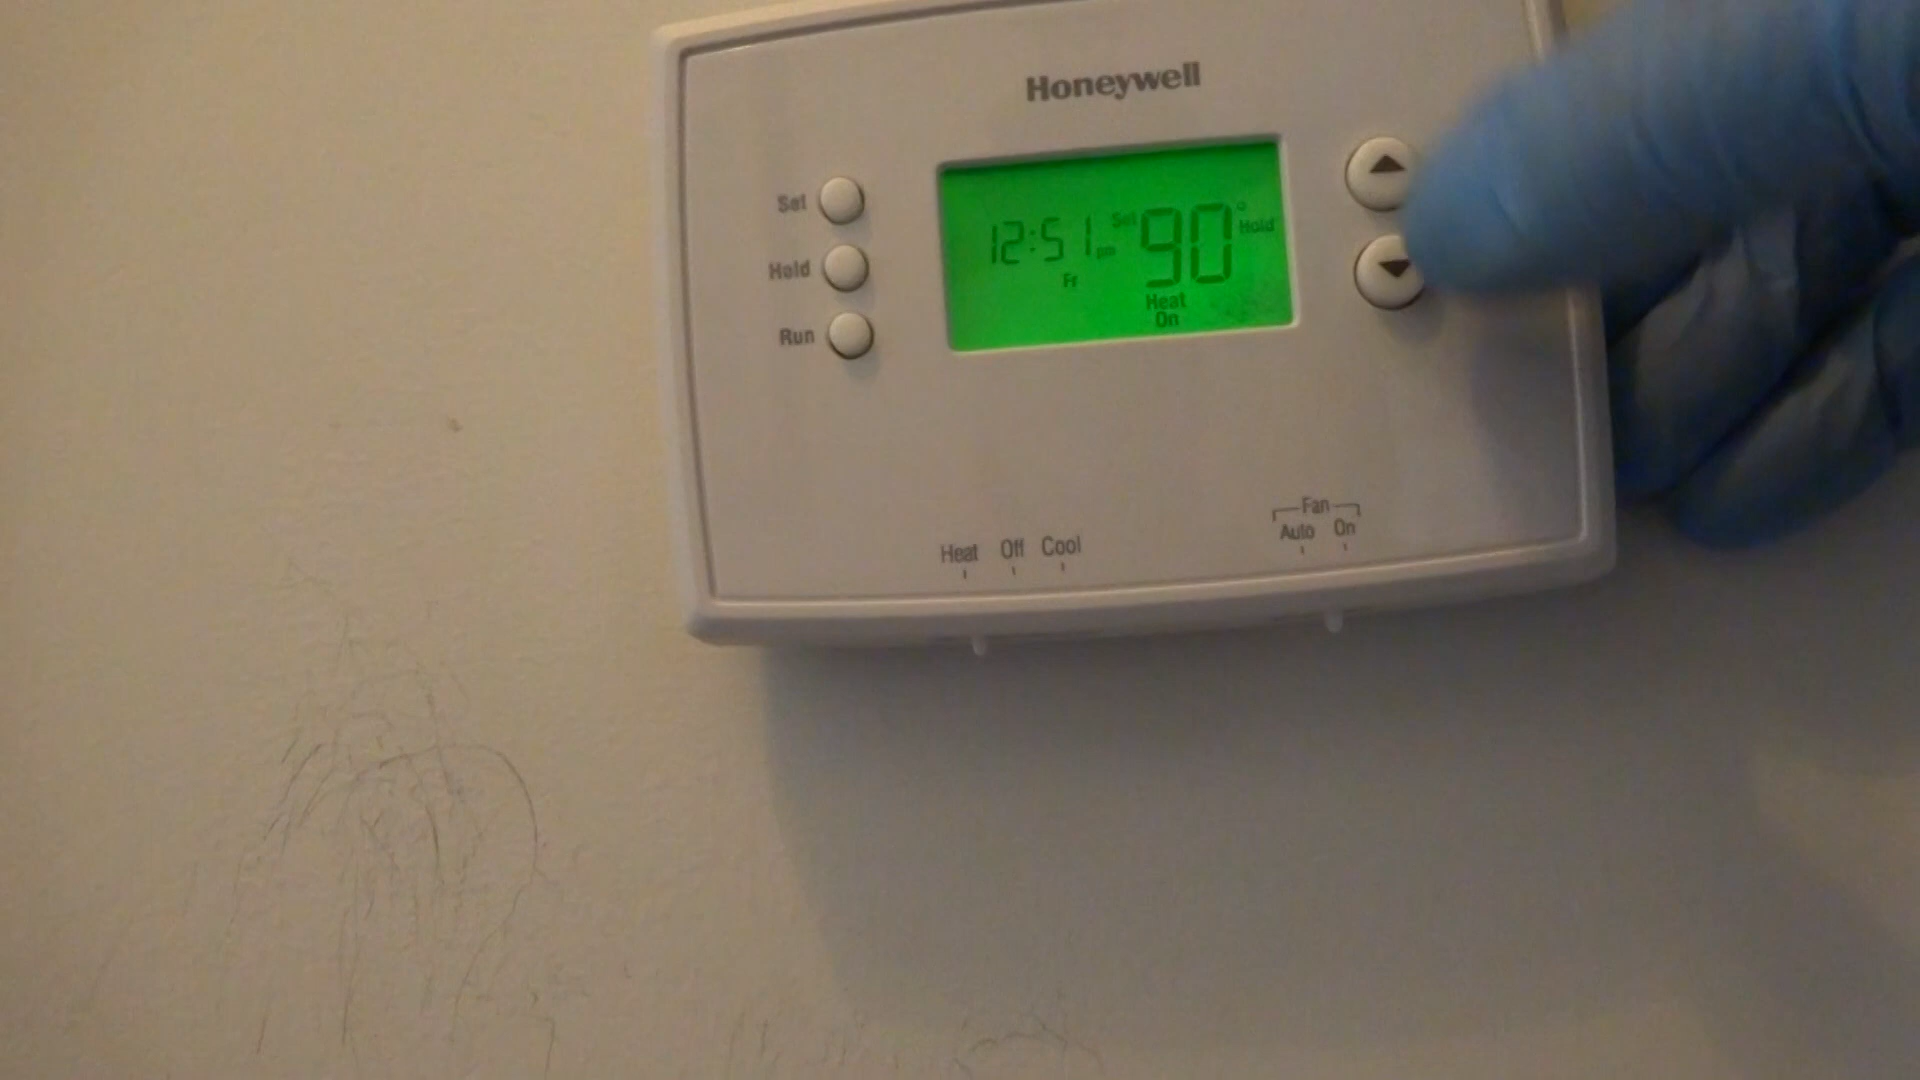 Honeywell
Set
Hold
Run
12:51 pm Set 90° Hold
Fr
Heat
On
Heat Off Cool
Fan
Auto On